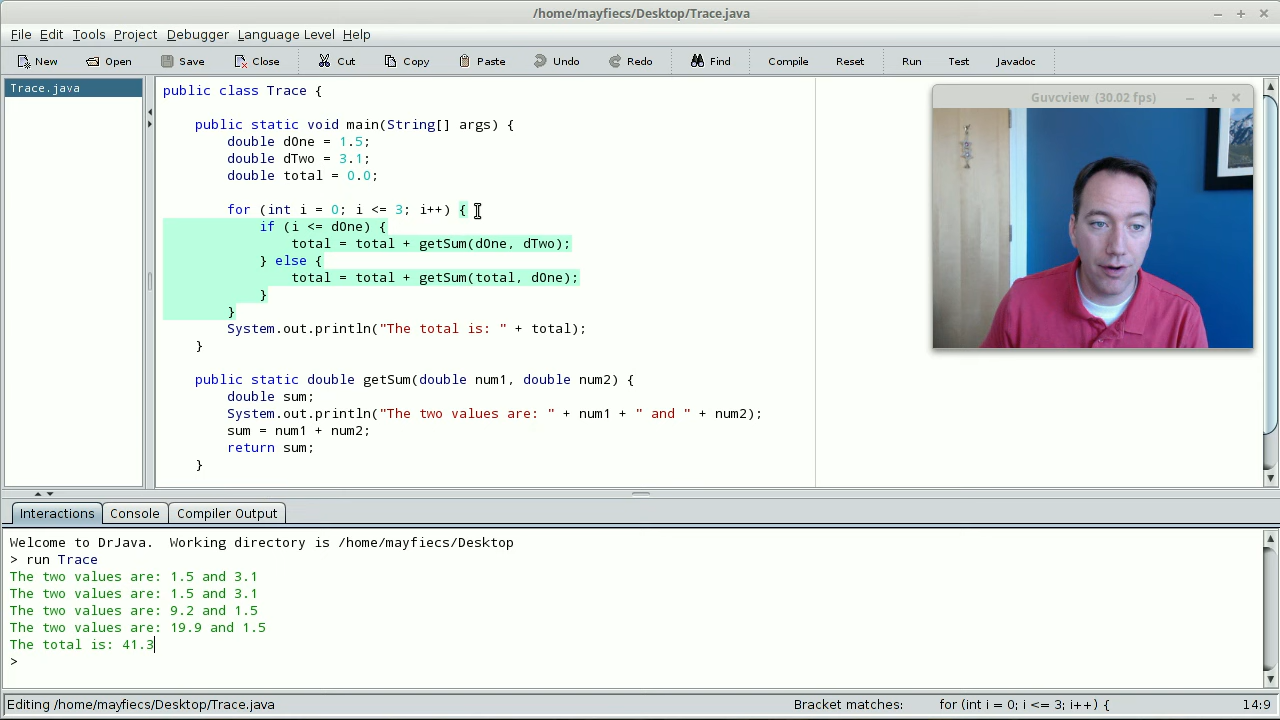 /home/mayfiecs/Desktop/Trace.java
File Edit Tools Project Debugger Language Level Help
New Open Save Close Cut Copy Paste Undo Redo Find Compile Reset Run Test Javadoc
Trace.java
public class Trace {
public static void main(String[] args) {
double dOne = 1.5;
double dTwo = 3.1;
double total = 0.0;
for (int i = 0; i <= 3; i++) {
if (i <= dOne) {
total = total + getSum(dOne, dTwo);
} else {
total = total + getSum(total, dOne);
}
}
System.out.println("The total is: " + total);
}
public static double getSum(double num1, double num2) {
double sum;
System.out.println("The two values are: " + num1 + " and " + num2);
sum = num1 + num2;
return sum;
}
Guvcview (30.02 fps)
Interactions Console Compiler Output
Welcome to DrJava. Working directory is /home/mayfiecs/Desktop
> run Trace
The two values are: 1.5 and 3.1
The two values are: 1.5 and 3.1
The two values are: 9.2 and 1.5
The two values are: 19.9 and 1.5
The total is: 41.3
>
Editing /home/mayfiecs/Desktop/Trace.java Bracket matches: for (int i = 0; i <= 3; i++) { 14:9